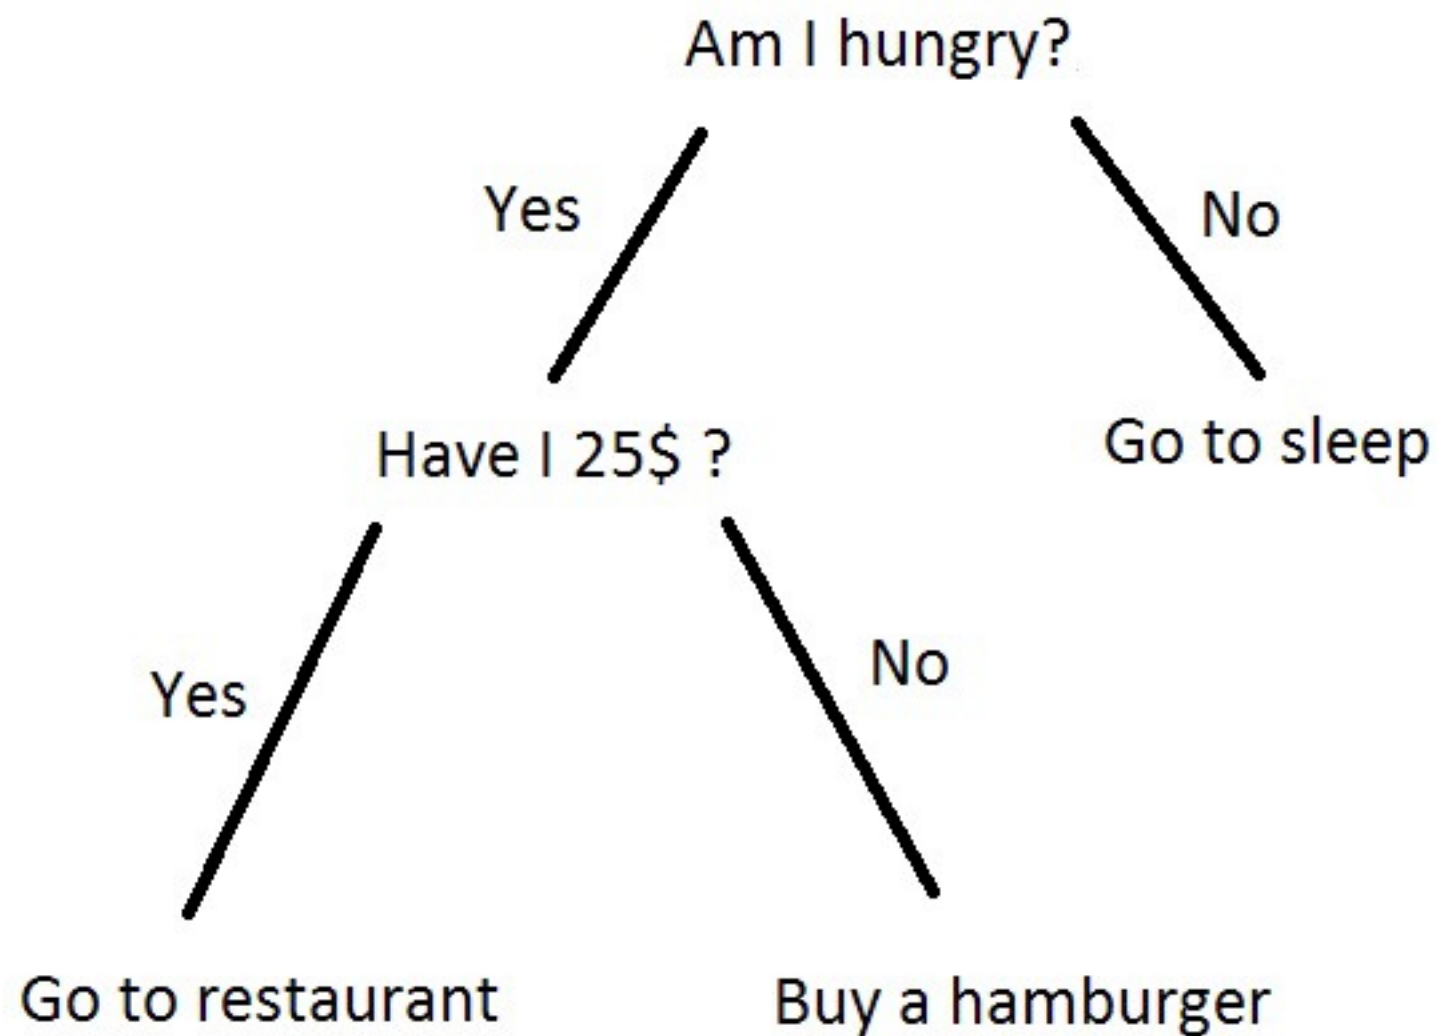 Am I hungry?
Yes
No
Have I 25$ ?
Go to sleep
Yes
No
Go to restaurant
Buy a hamburger